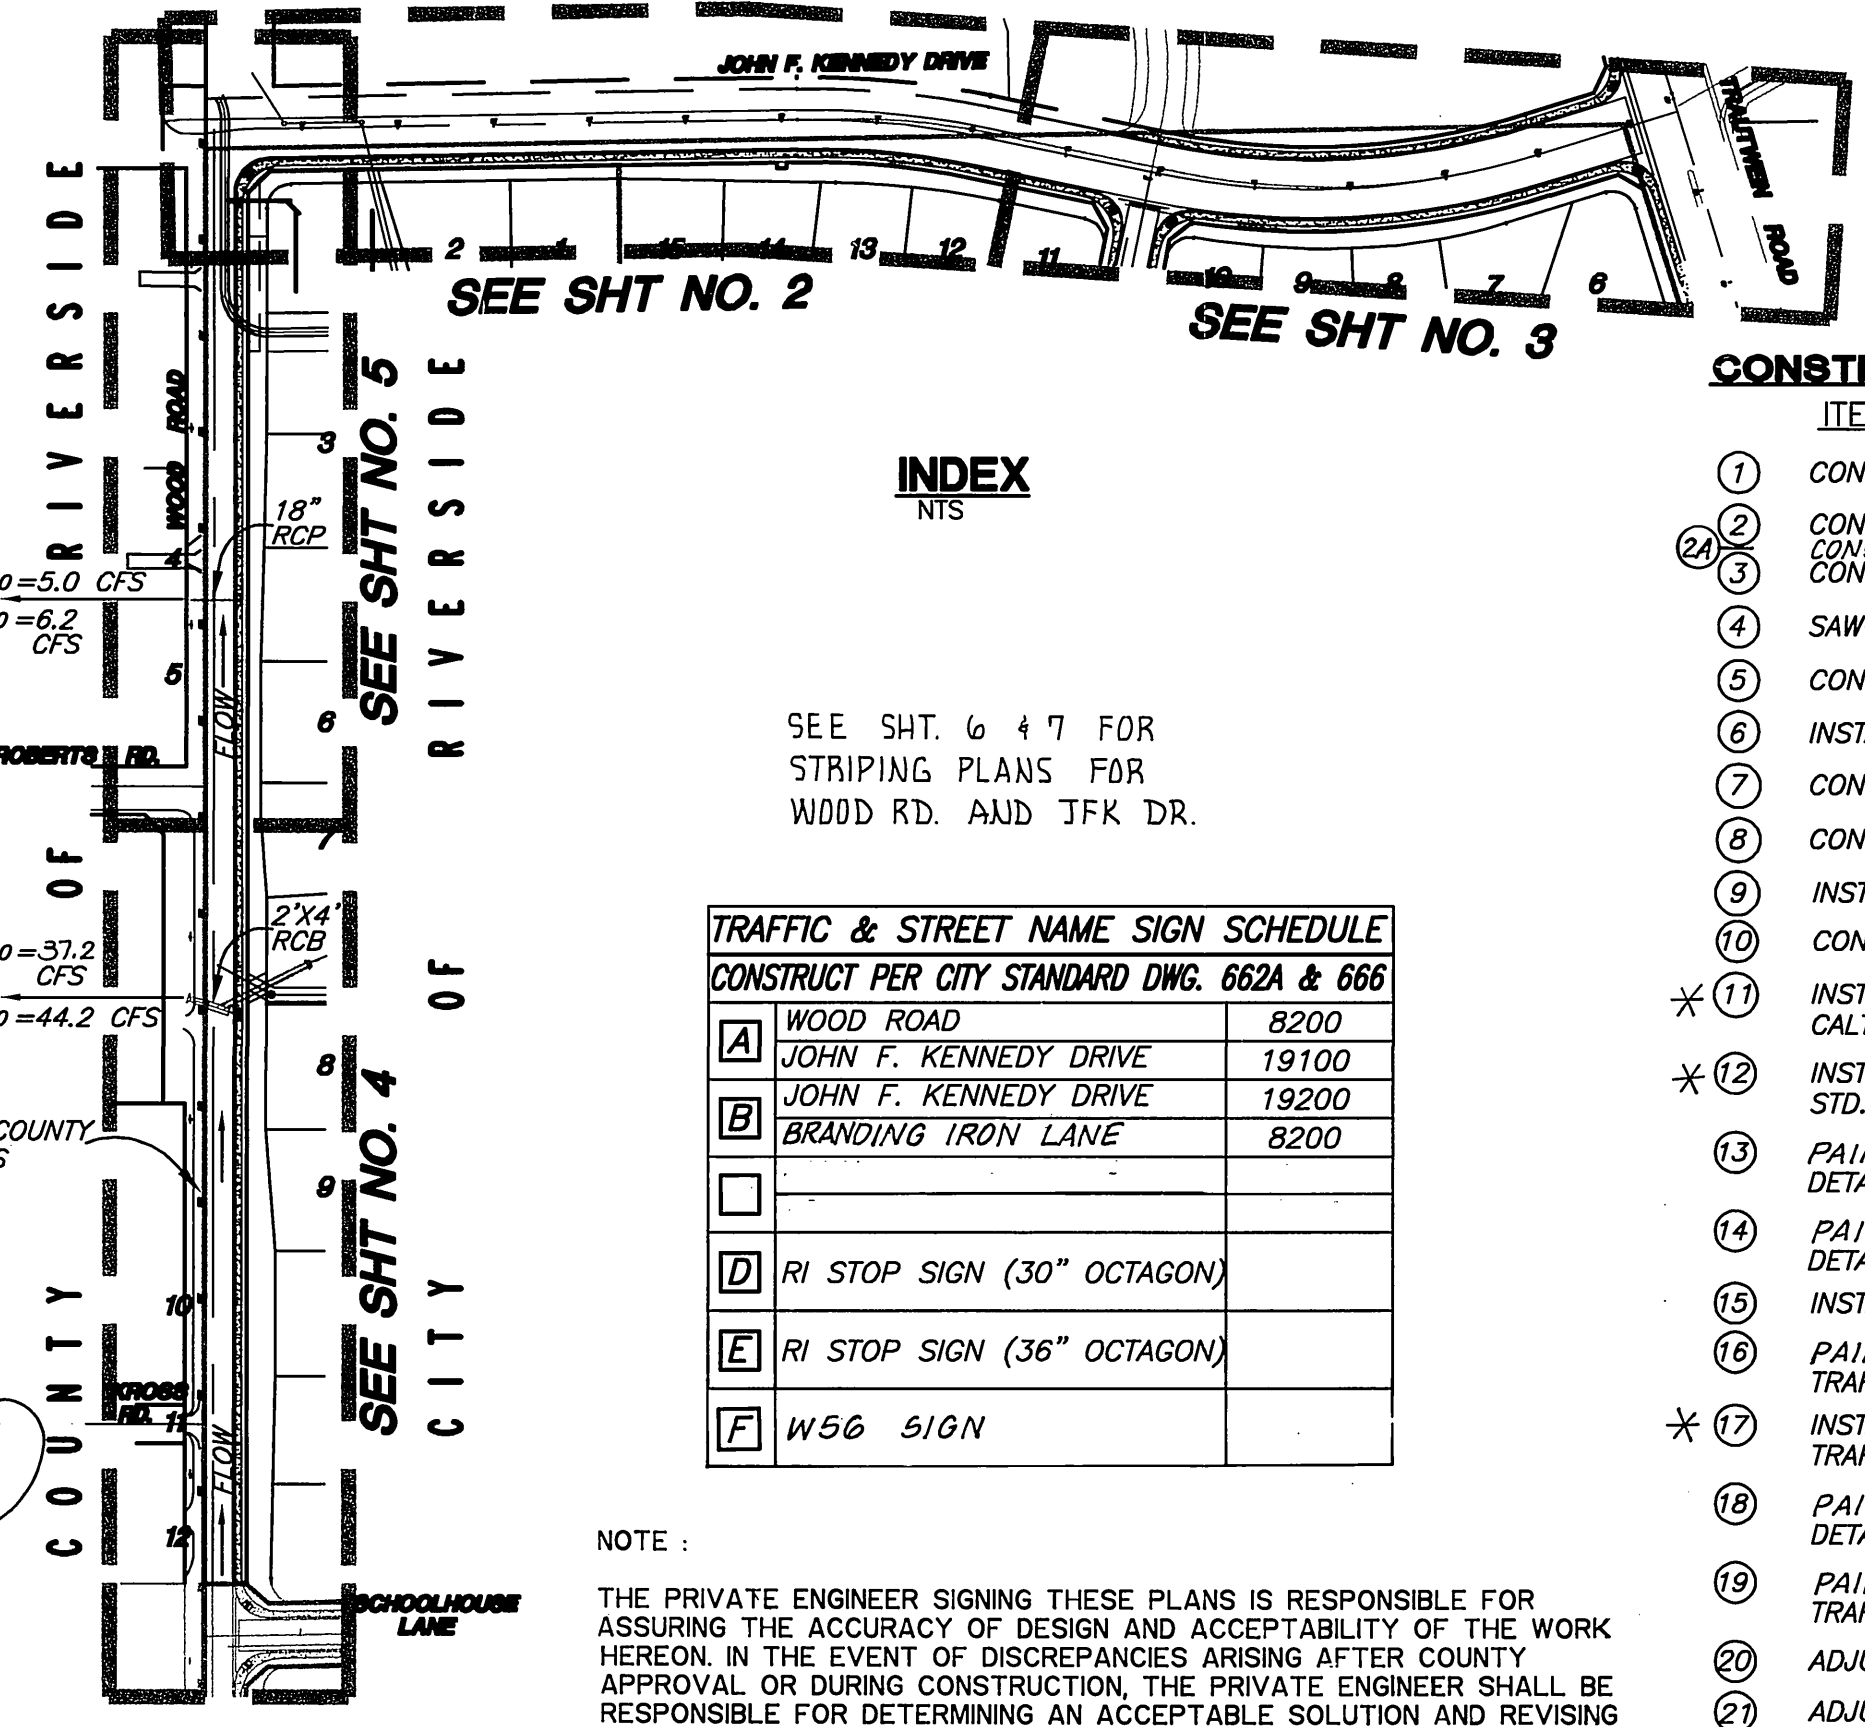 JOHN F. KENNEDY DRIVE
TRAUTWEIN ROAD
2 1 15 14 13 12 11 10 9 8 7 6
SEE SHT NO. 2
SEE SHT NO. 3
COUNTY OF RIVERSIDE
WOOD ROAD
SEE SHT NO. 5
CITY OF RIVERSIDE
3
18"
RCP
4
=5.0 CFS
=6.2
CFS
5
FLOW
6
ROBERTS RD.
7
2'X4'
RCB
=37.2
CFS
=44.2 CFS
8
SEE SHT NO. 4
COUNTY
9
10
KROSS
RD.
11
FLOW
12
SCHOOLHOUSE
LANE
INDEX
NTS
SEE SHT. 6 & 7 FOR
STRIPING PLANS FOR
WOOD RD. AND JFK DR.
TRAFFIC & STREET NAME SIGN SCHEDULE
CONSTRUCT PER CITY STANDARD DWG. 662A & 666
A WOOD ROAD 8200
JOHN F. KENNEDY DRIVE 19100
B JOHN F. KENNEDY DRIVE 19200
BRANDING IRON LANE 8200
D RI STOP SIGN (30" OCTAGON)
E RI STOP SIGN (36" OCTAGON)
F W56 SIGN
NOTE :
THE PRIVATE ENGINEER SIGNING THESE PLANS IS RESPONSIBLE FOR
ASSURING THE ACCURACY OF DESIGN AND ACCEPTABILITY OF THE WORK
HEREON. IN THE EVENT OF DISCREPANCIES ARISING AFTER COUNTY
APPROVAL OR DURING CONSTRUCTION, THE PRIVATE ENGINEER SHALL BE
RESPONSIBLE FOR DETERMINING AN ACCEPTABLE SOLUTION AND REVISING
CONST
ITE
1 CON
2 CON
2A CON
3 CON
4 SAW
5 CON
6 INST
7 CON
8 CON
9 INST
10 CON
* 11 INST
CALT
* 12 INST
STD.
13 PAI
DETA
14 PAI
DETA
15 INST
16 PAI
TRAF
* 17 INST
TRAF
18 PAI
DETA
19 PAI
TRAF
20 ADJU
21 ADJU